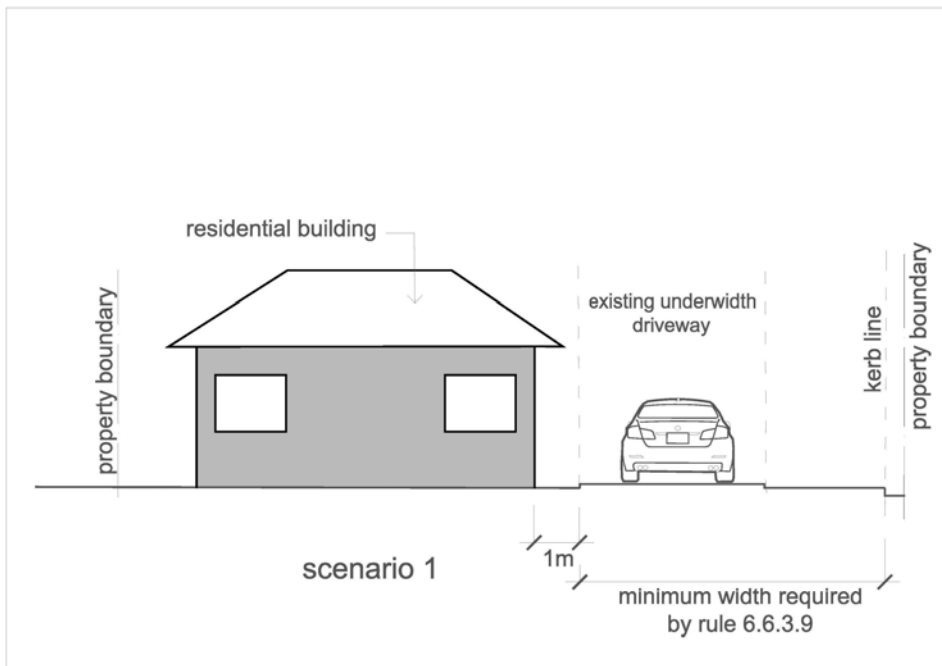 residential building
property boundary
existing underwidth
driveway
kerb line
property boundary
1m
scenario 1
minimum width required
by rule 6.6.3.9